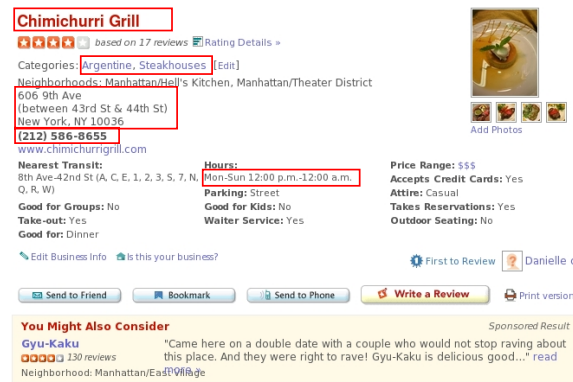 Chimichurri Grill
based on 17 reviews Rating Details »
Categories: Argentine, Steakhouses [Edit]
Neighborhoods: Manhattan/Hell's Kitchen, Manhattan/Theater District
606 9th Ave
(between 43rd St & 44th St)
New York, NY 10036
(212) 586-8655
www.chimichurrigrill.com
Add Photos
Nearest Transit:
8th Ave-42nd St (A, C, E, 1, 2, 3, S, 7, N,
Q, R, W)
Good for Groups: No
Take-out: Yes
Good for: Dinner
Hours:
Mon-Sun 12:00 p.m.-12:00 a.m.
Parking: Street
Good for Kids: No
Waiter Service: Yes
Price Range: $$$
Accepts Credit Cards: Yes
Attire: Casual
Takes Reservations: Yes
Outdoor Seating: No
Edit Business Info Is this your business?
First to Review Danielle
Send to Friend Bookmark Send to Phone Write a Review Print version
You Might Also Consider Sponsored Result
Gyu-Kaku
130 reviews
Neighborhood: Manhattan/East Village
"Came here on a double date with a couple who would not stop raving about
this place. And they were right to rave! Gyu-Kaku is delicious good..." read
more »